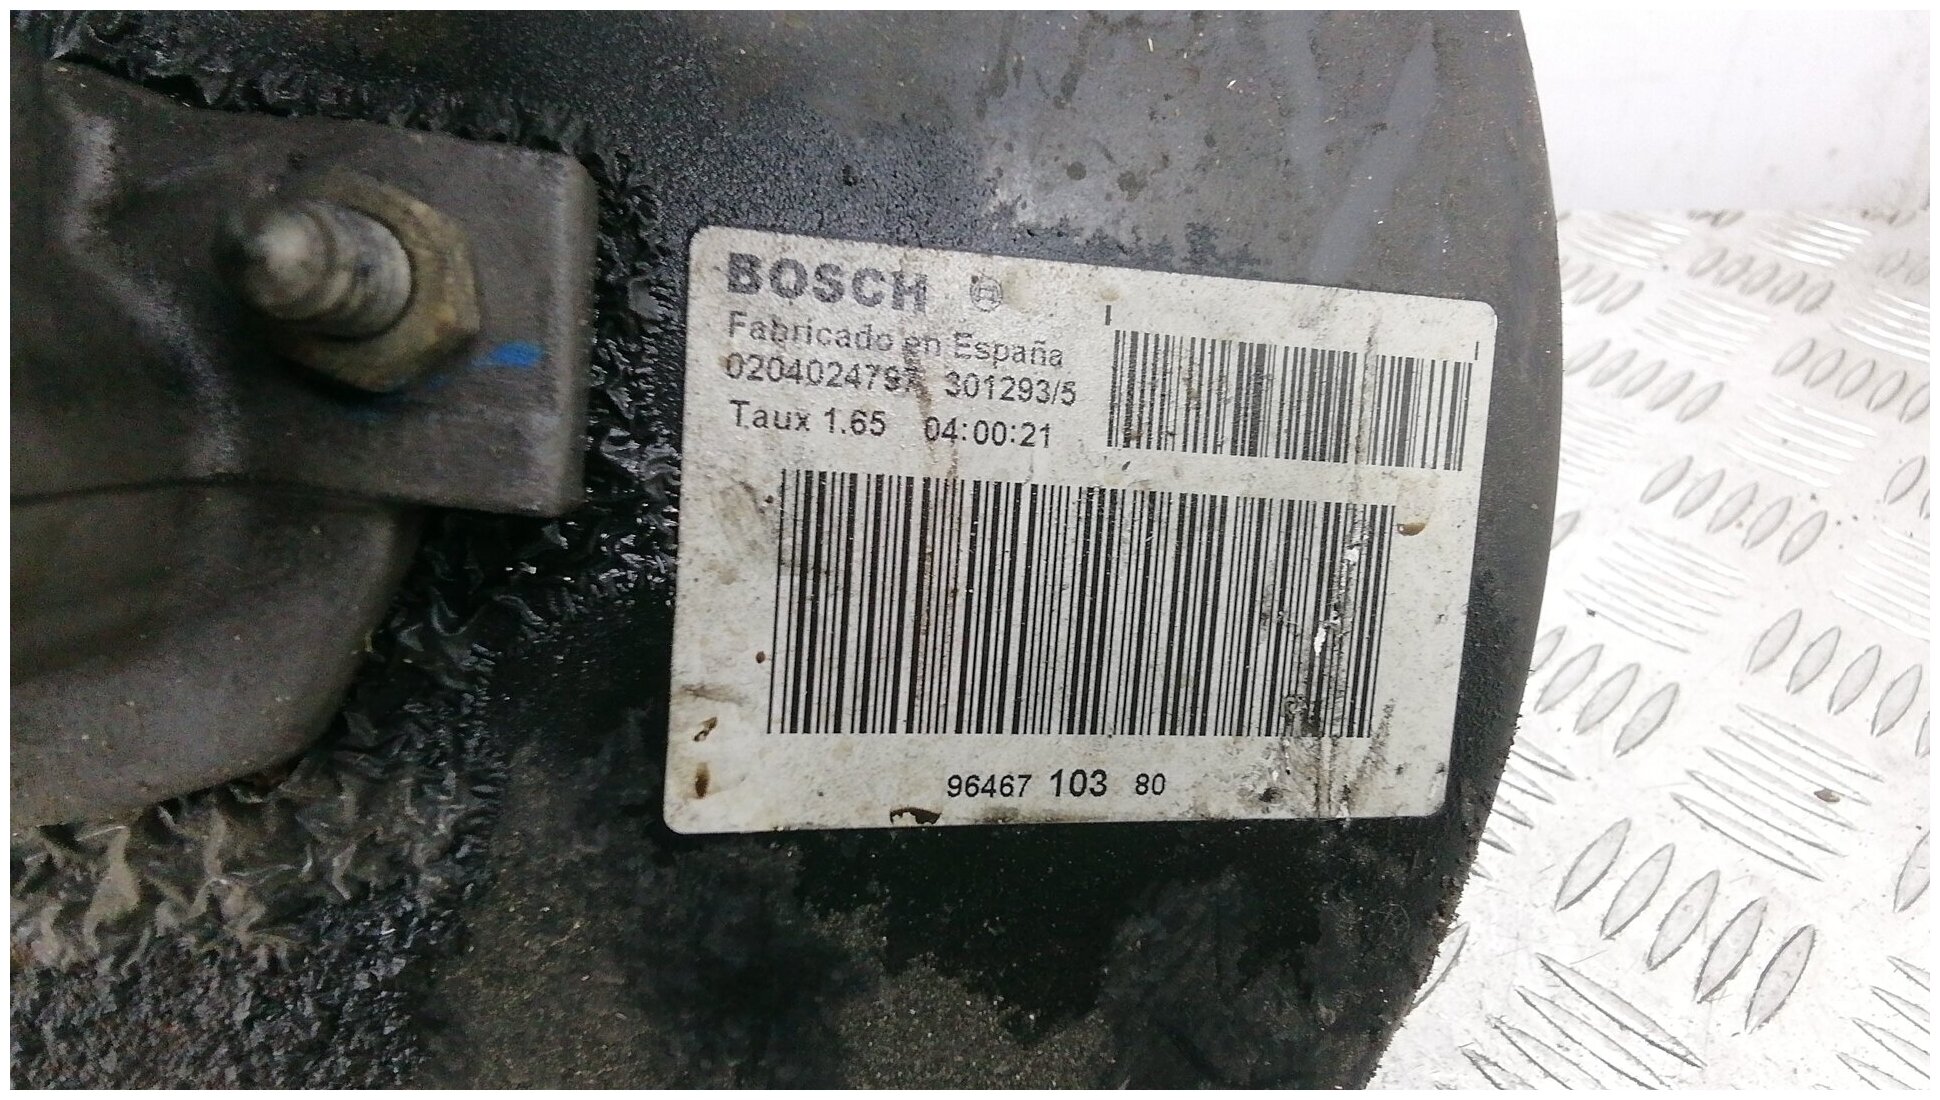 BOSCH
Fabricado en España
0204024797 301293/5
Taux 1.65 04:00:21
96467 103 80